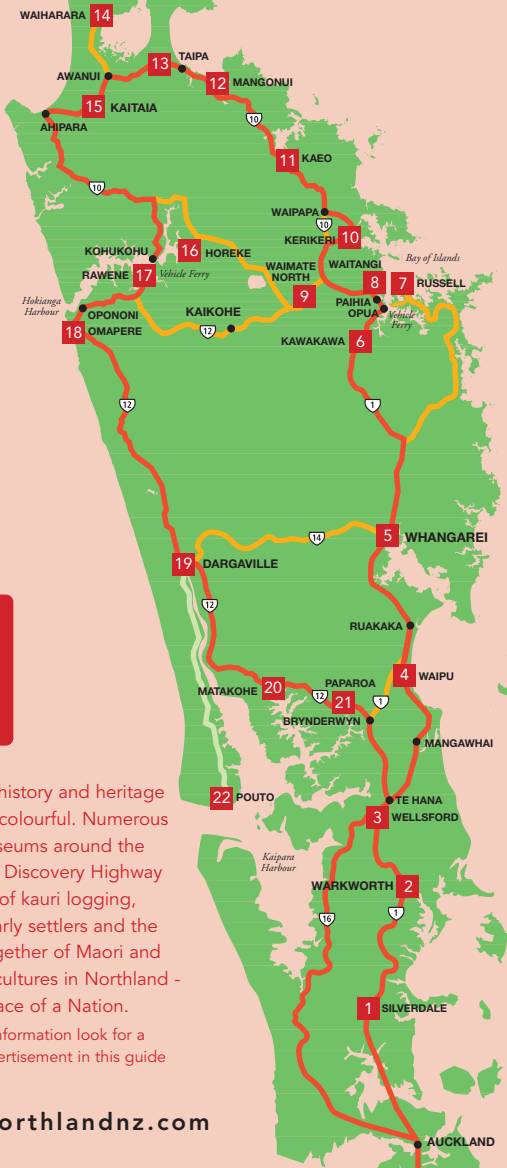 WAIHARARA 14
13 TAIPA
AWANUI
12 MANGONUI
15 KAITAIA
10
AHIPARA
11 KAEO
10
WAIPAPA
10
KERIKERI 10
KOHUKOHU
16 HOREKE
Bay of Islands
WAIMATE
NORTH
WAITANGI
RAWENE 17 Vehicle Ferry
8 7 RUSSELL
9
Hokianga
Harbour
PAIHIA
OPUA
Vehicle
Ferry
OPONONI
KAIKOHE
18 OMAPERE
12
KAWAKAWA 6
12
1
5 WHANGAREI
14
19 DARGAVILLE
12
RUAKAKA
4 WAIPU
PAPAROA
MATAKOHE 20
12
21
1
BRYNDERWYN
MANGAWHAI
22 POUTO
TE HANA
3 WELLSFORD
history and heritage
colourful. Numerous
seums around the
Discovery Highway
of kauri logging,
arly settlers and the
gether of Maori and
cultures in Northland -
ace of a Nation.
nformation look for a
ertisement in this guide
orthlandnz.com
Kaipara
Harbour
WARKWORTH 2
16
1
1 SILVERDALE
AUCKLAND